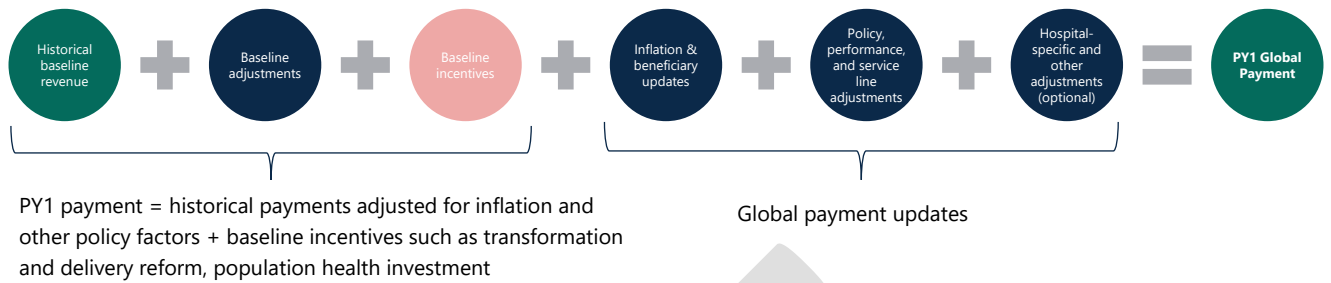 Historical
baseline
revenue
Baseline
adjustments
Baseline
incentives
Inflation &
beneficiary
updates
Policy,
performance,
and service
line
adjustments
Hospital-
specific and
other
adjustments
(optional)
PY1 Global
Payment
PY1 payment = historical payments adjusted for inflation and
other policy factors + baseline incentives such as transformation
and delivery reform, population health investment
Global payment updates